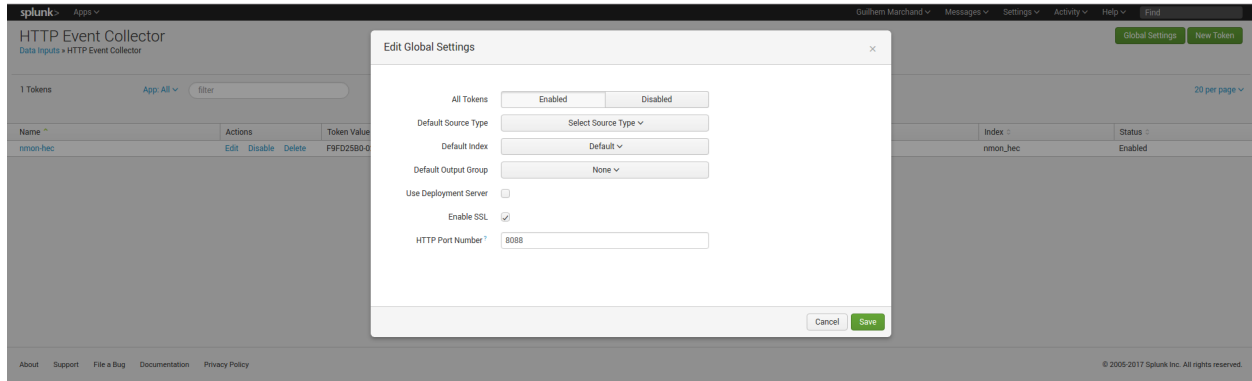 splunk> Apps Guilhem Marchand Messages Settings Activity Help Find
HTTP Event Collector
Data Inputs » HTTP Event Collector
Global Settings New Token
Edit Global Settings ×
1 Tokens App: All filter 20 per page
All Tokens Enabled Disabled
Default Source Type Select Source Type
Name Actions Token Value Index Status
nmon-hec Edit Disable Delete F9FD25B0-0 nmon_hec Enabled
Default Index Default
Default Output Group None
Use Deployment Server
Enable SSL
HTTP Port Number ? 8088
Cancel Save
About Support File a Bug Documentation Privacy Policy © 2005-2017 Splunk Inc. All rights reserved.